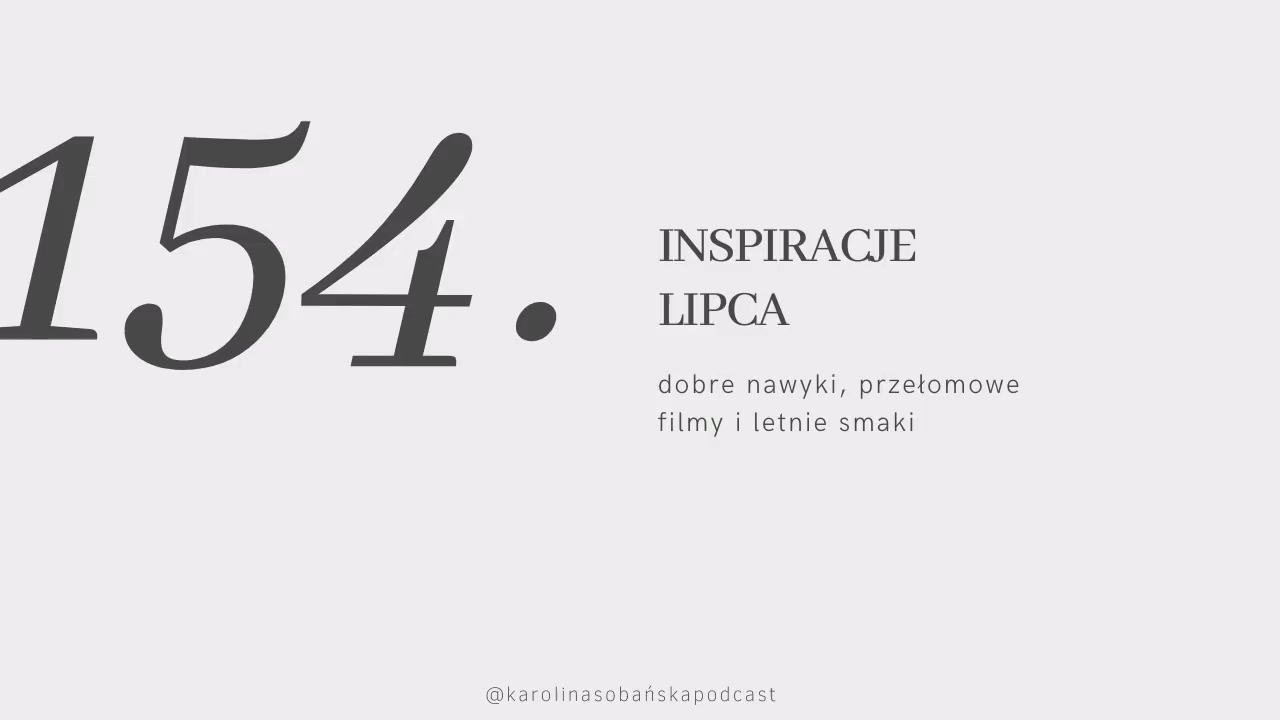 154.
INSPIRACJE
LIPCA
dobre nawyki, przełomowe
filmy i letnie smaki
@karolinasobańskapodcast